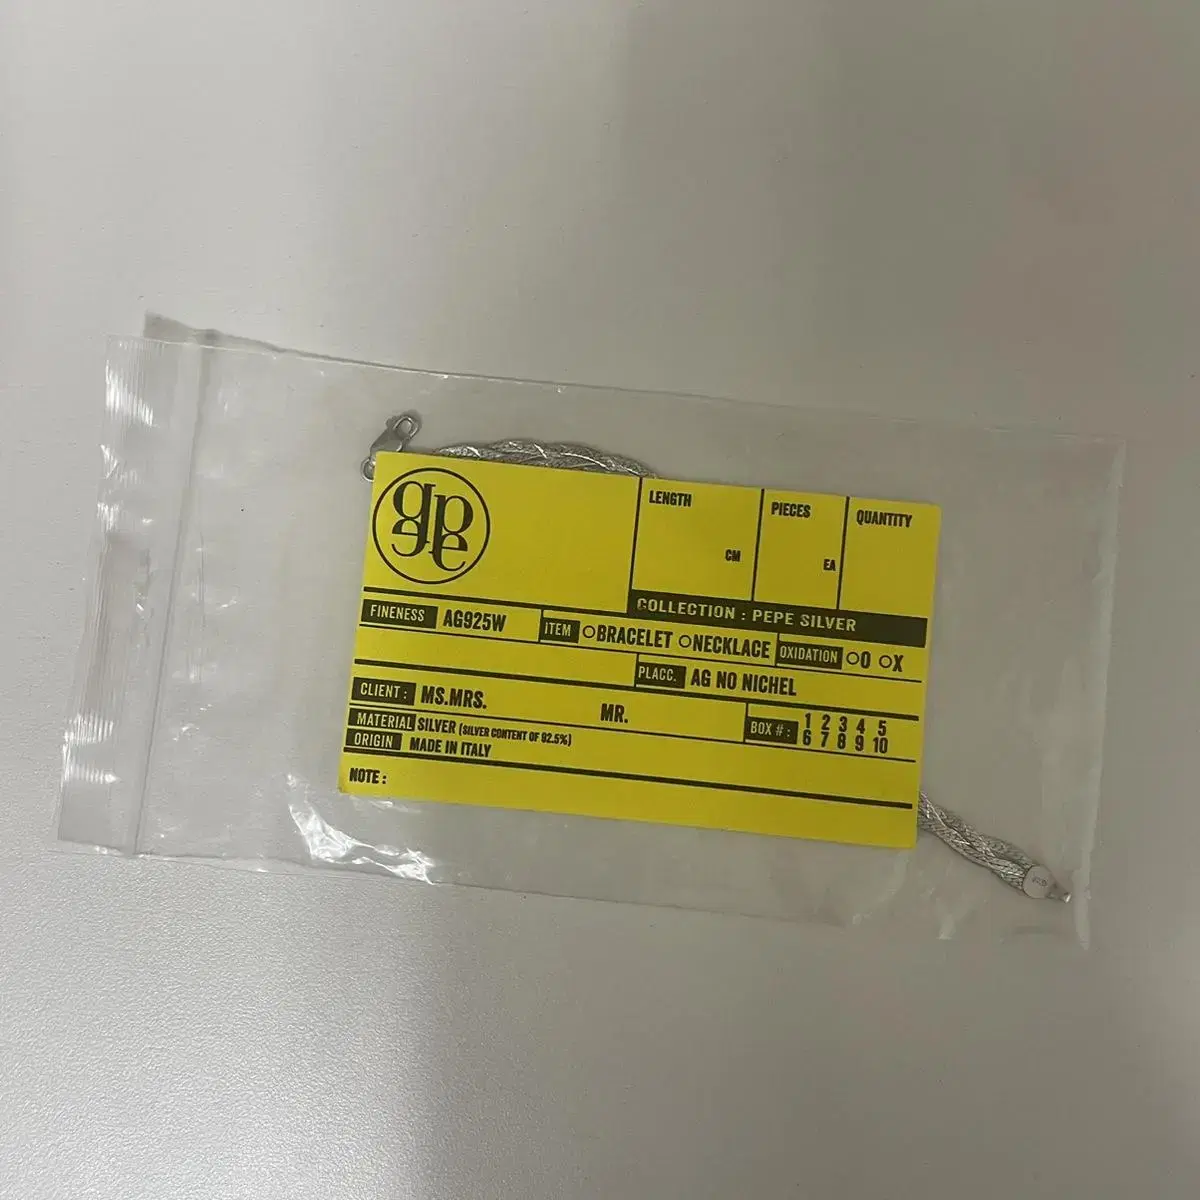 LENGTH
CM
PIECES
EA
QUANTITY
COLLECTION : PEPE SILVER
FINENESS AG925W
ITEM BRACELET NECKLACE
OXIDATION O X
PLACC. AG NO NICHEL
CLIENT : MS.MRS. MR.
BOX # : 1 2 3 4 5
6 7 8 9 10
MATERIAL SILVER (SILVER CONTENT OF 92.5%)
ORIGIN MADE IN ITALY
NOTE :